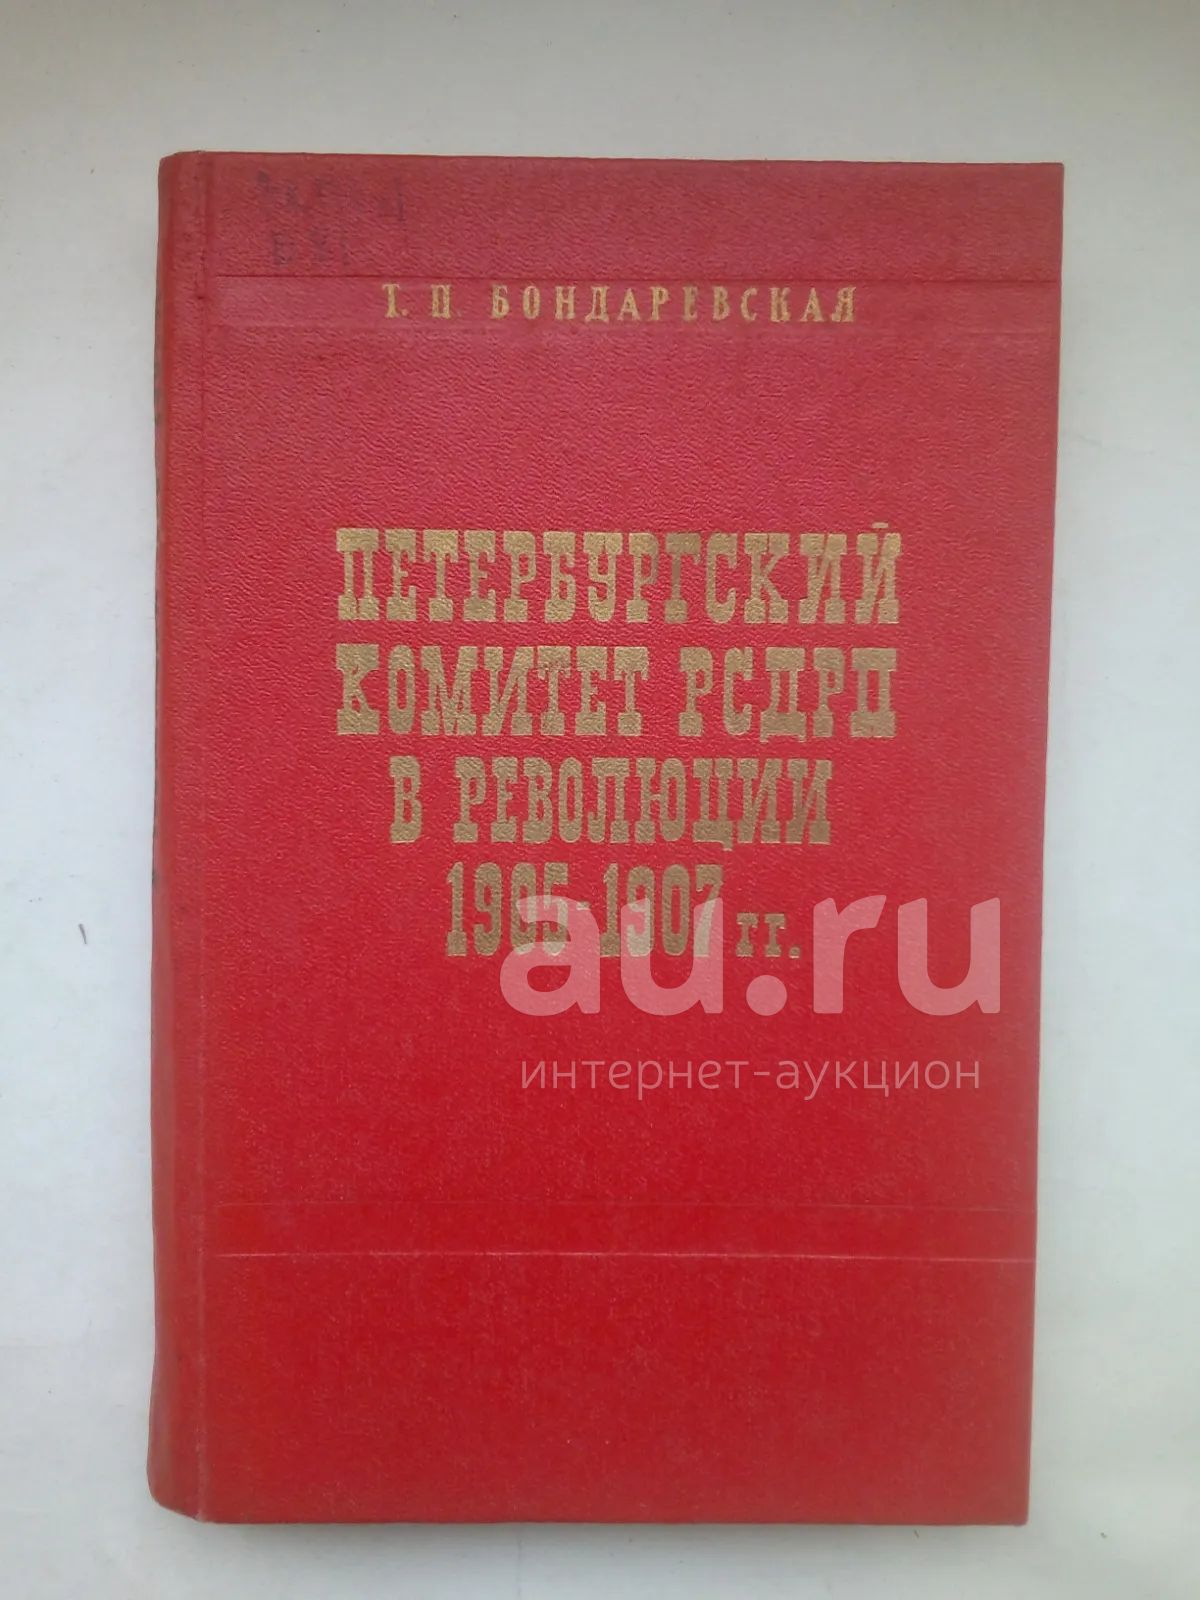 Т. П. БОНДАРЕВСКАЯ
ПЕТЕРБУРГСКИЙ
КОМИТЕТ РСДРП
В РЕВОЛЮЦИИ
1905-1907 гг.
au.ru
интернет-аукцион